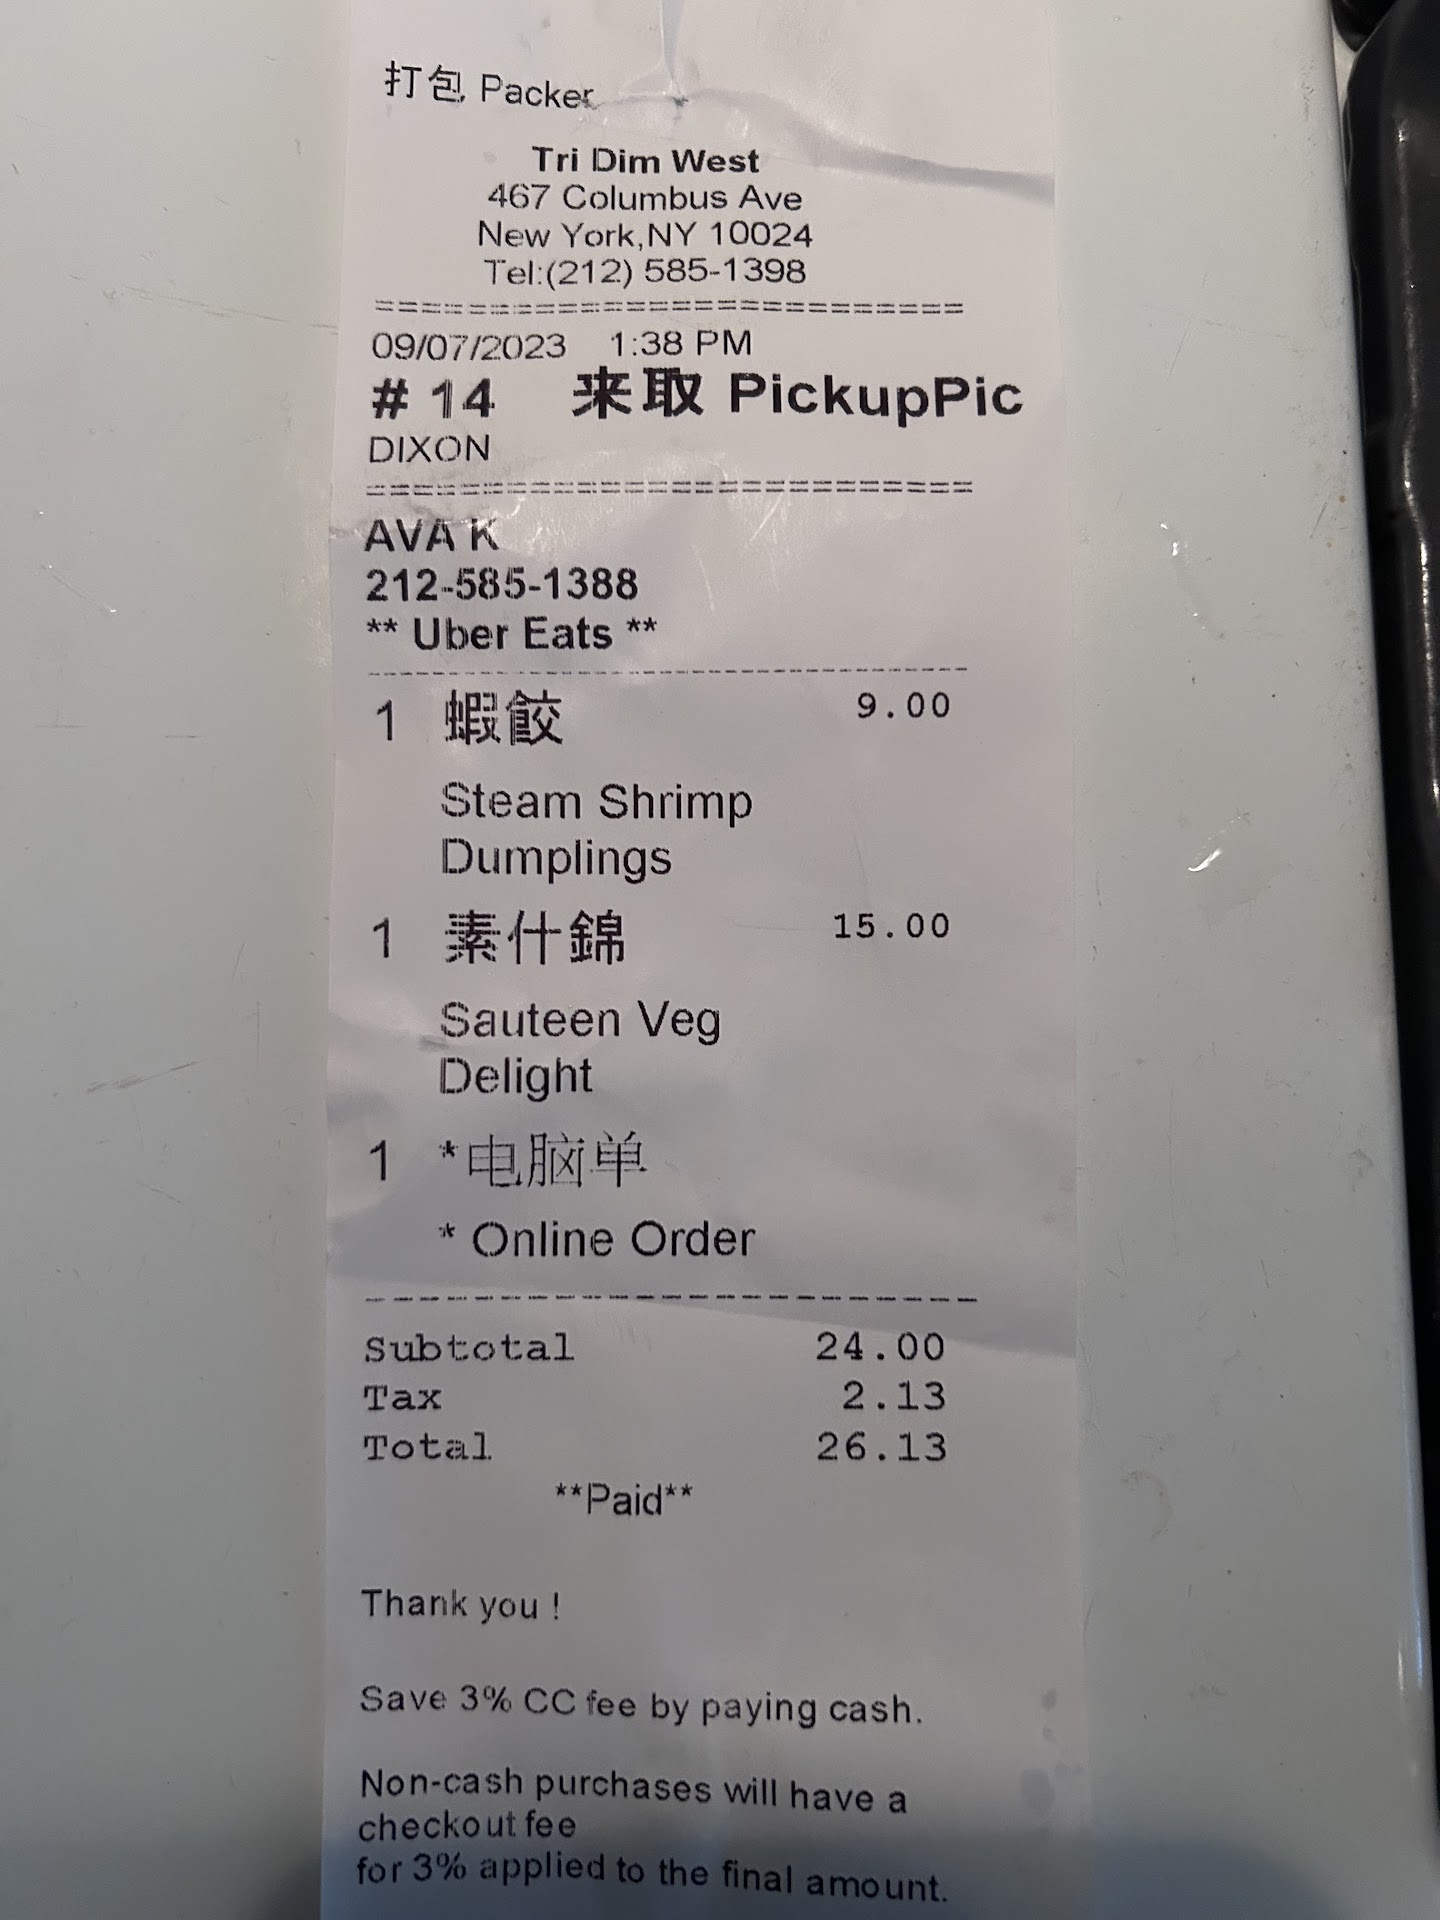 打包 Packer
Tri Dim West
467 Columbus Ave
New York,NY 10024
Tel:(212) 585-1398
==========================
09/07/2023 1:38 PM
# 14 来取 PickupPic
DIXON
==========================
AVA K
212-585-1388
** Uber Eats **
1 蝦餃 9.00
Steam Shrimp
Dumplings
1 素什錦 15.00
Sauteen Veg
Delight
1 *电脑单
* Online Order
Subtotal 24.00
Tax 2.13
Total 26.13
**Paid**
Thank you !
Save 3% CC fee by paying cash.
Non-cash purchases will have a
checkout fee
for 3% applied to the final amount.